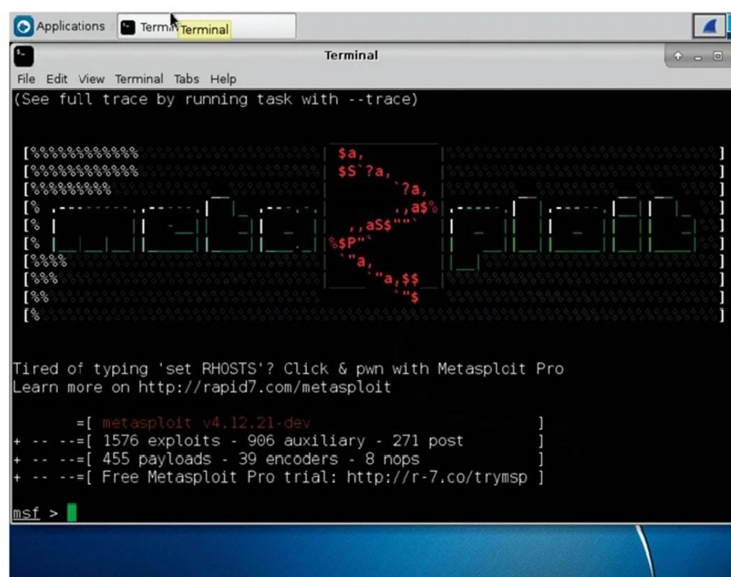 Applications
Termin
Terminal
Terminal
File Edit View Terminal Tabs Help
(See full trace by running task with --trace)
[%%%%%%%%%%%% $a, ]
[%%%%%%%%%%%% $S`?a, ]
[%%%%%%%%% `?a, ]
[% ,,a$% ]
[% metasploit ,,aS$""` ]
[% %$P"` ]
[%%%% `"a, ]
[%%% `"a,$$ ]
[%% `"$ ]
[% ]
Tired of typing 'set RHOSTS'? Click & pwn with Metasploit Pro
Learn more on http://rapid7.com/metasploit
=[ metasploit v4.12.21-dev ]
+ -- --=[ 1576 exploits - 906 auxiliary - 271 post ]
+ -- --=[ 455 payloads - 39 encoders - 8 nops ]
+ -- --=[ Free Metasploit Pro trial: http://r-7.co/trymsp ]
msf >